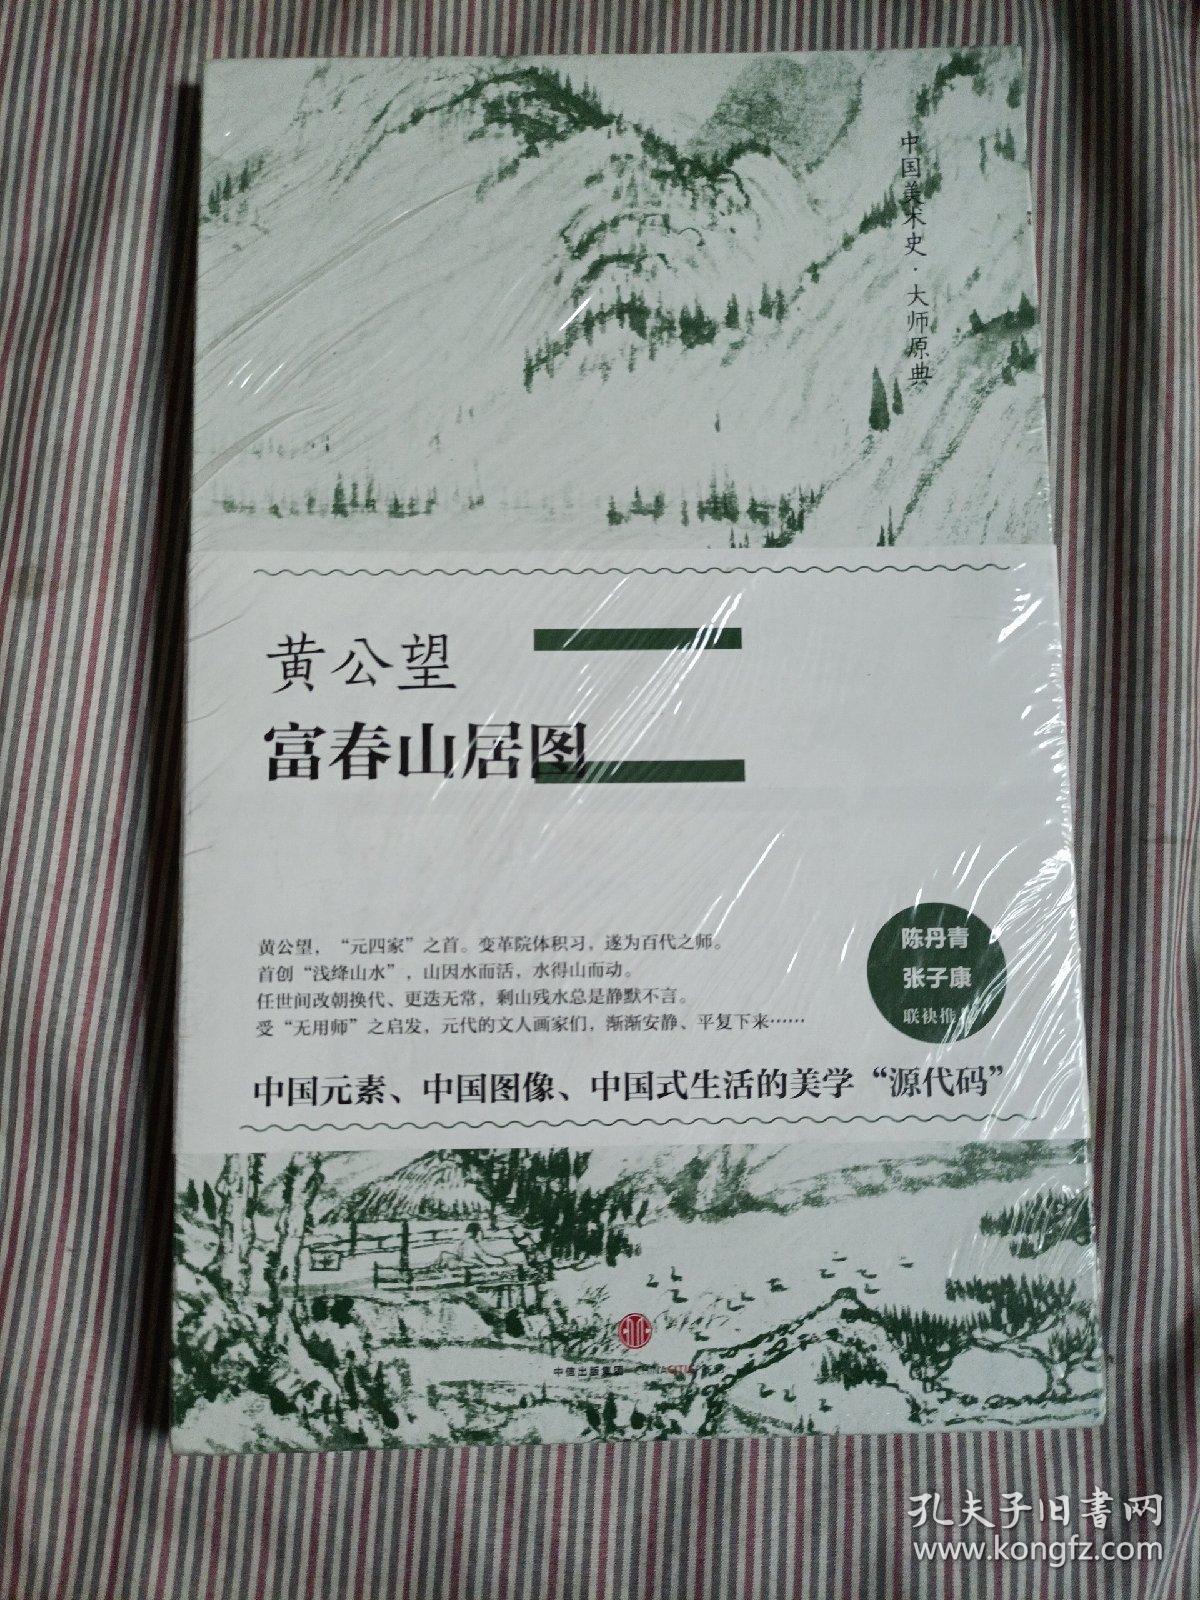 中国美术史·大师原典
黄公望
富春山居图
黄公望，“元四家”之首。变革院体积习，遂为百代之师。
首创“浅绛山水”，山因水而活，水得山而动。
任世间改朝换代、更迭无常，剩山残水总是静默不言。
受“无用师”之启发，元代的文人画家们，渐渐安静、平复下来……
陈丹青
张子康
联袂推
中国元素、中国图像、中国式生活的美学“源代码”
中信出版集团
孔夫子旧书网
www.kongfz.com